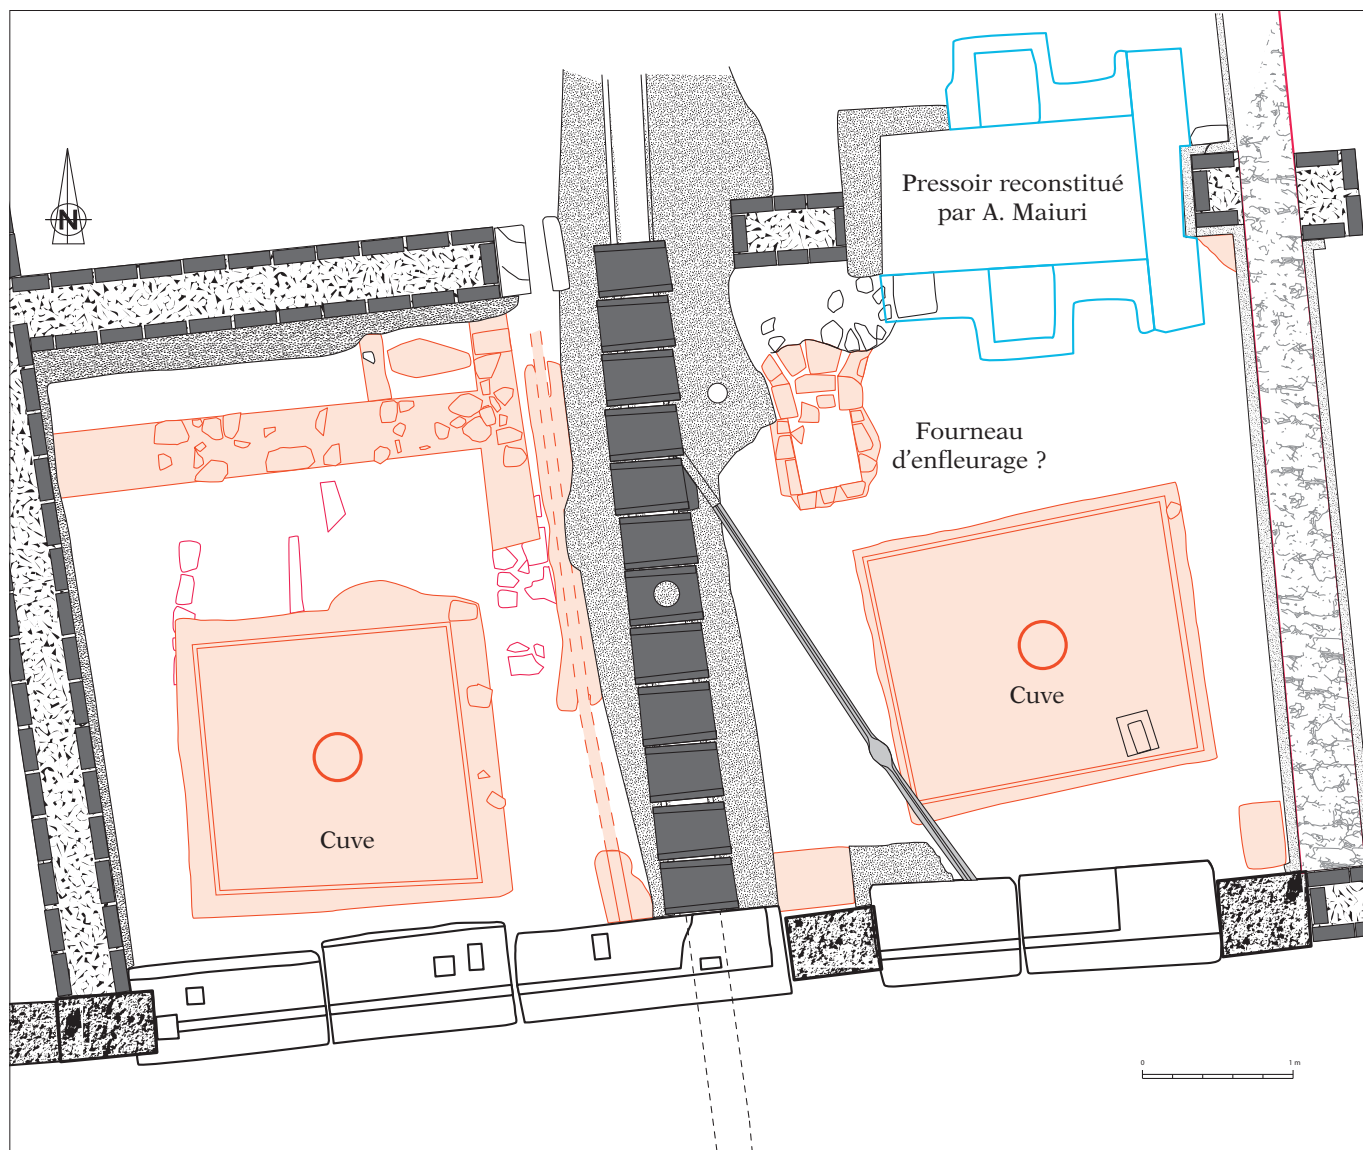 N
Pressoir reconstitué
par A. Maiuri
Fourneau
d'enfleurage ?
Cuve
Cuve
0
1 m